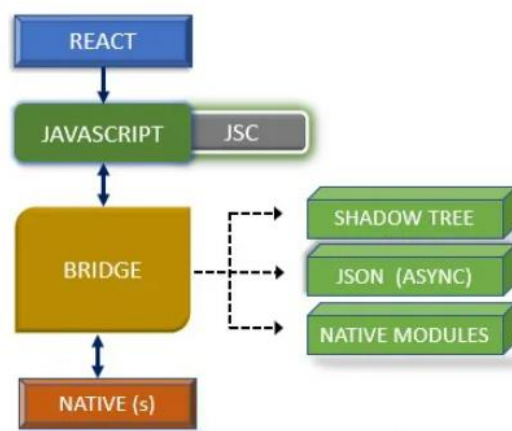 REACT
JAVASCRIPT
JSC
BRIDGE
SHADOW TREE
JSON (ASYNC)
NATIVE MODULES
NATIVE (s)